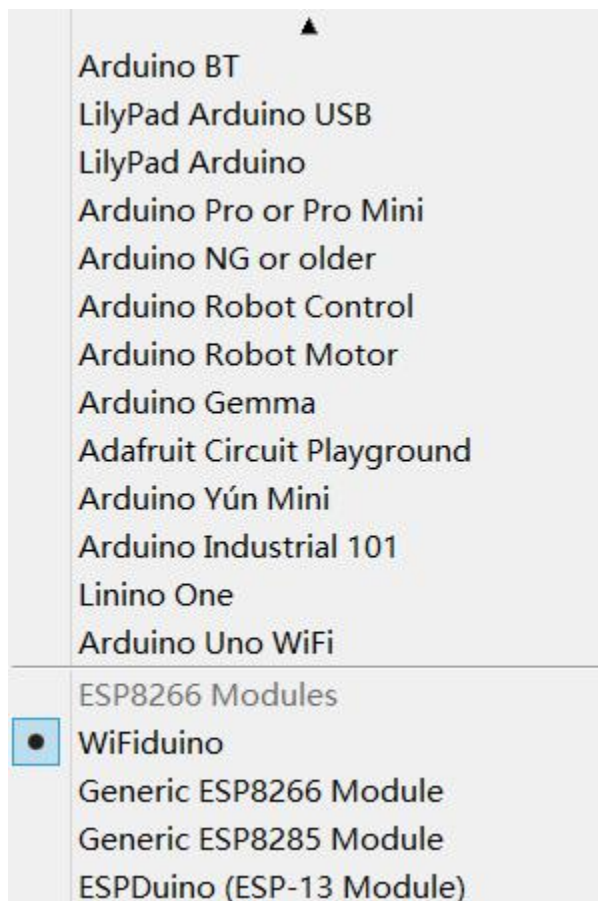 Arduino BT
LilyPad Arduino USB
LilyPad Arduino
Arduino Pro or Pro Mini
Arduino NG or older
Arduino Robot Control
Arduino Robot Motor
Arduino Gemma
Adafruit Circuit Playground
Arduino Yún Mini
Arduino Industrial 101
Linino One
Arduino Uno WiFi
ESP8266 Modules
WiFiduino
Generic ESP8266 Module
Generic ESP8285 Module
ESPDuino (ESP-13 Module)